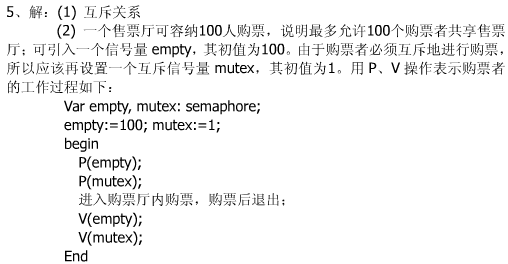 5、解：(1) 互斥关系
(2) 一个售票厅可容纳100人购票，说明最多允许100个购票者共享售票
厅；可引入一个信号量 empty，其初值为100。由于购票者必须互斥地进行购票，
所以应该再设置一个互斥信号量 mutex，其初值为1。用 P、V 操作表示购票者
的工作过程如下：
Var empty, mutex: semaphore;
empty:=100; mutex:=1;
begin
P(empty);
P(mutex);
进入购票厅内购票，购票后退出；
V(empty);
V(mutex);
End